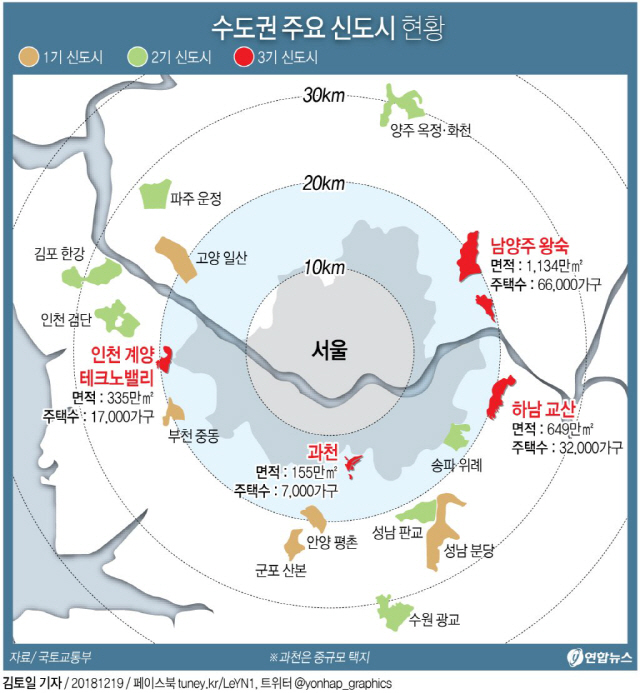 수도권 주요 신도시 현황
1기 신도시 2기 신도시 3기 신도시
30km
양주 옥정·화천
20km
파주 운정
김포 한강
고양 일산
남양주 왕숙
면적 : 1,134만㎡
주택수 : 66,000가구
10km
인천 검단
서울
인천 계양
테크노밸리
면적 : 335만㎡
주택수 : 17,000가구
부천 중동
하남 교산
면적 : 649만㎡
주택수 : 32,000가구
과천
면적 : 155만㎡
주택수 : 7,000가구
송파 위례
안양 평촌
성남 판교
성남 분당
군포 산본
수원 광교
자료/ 국토교통부 ※과천은 중규모 택지 연합뉴스
김토일 기자 / 20181219 / 페이스북 tuney.kr/LeYN1, 트위터 @yonhap_graphics